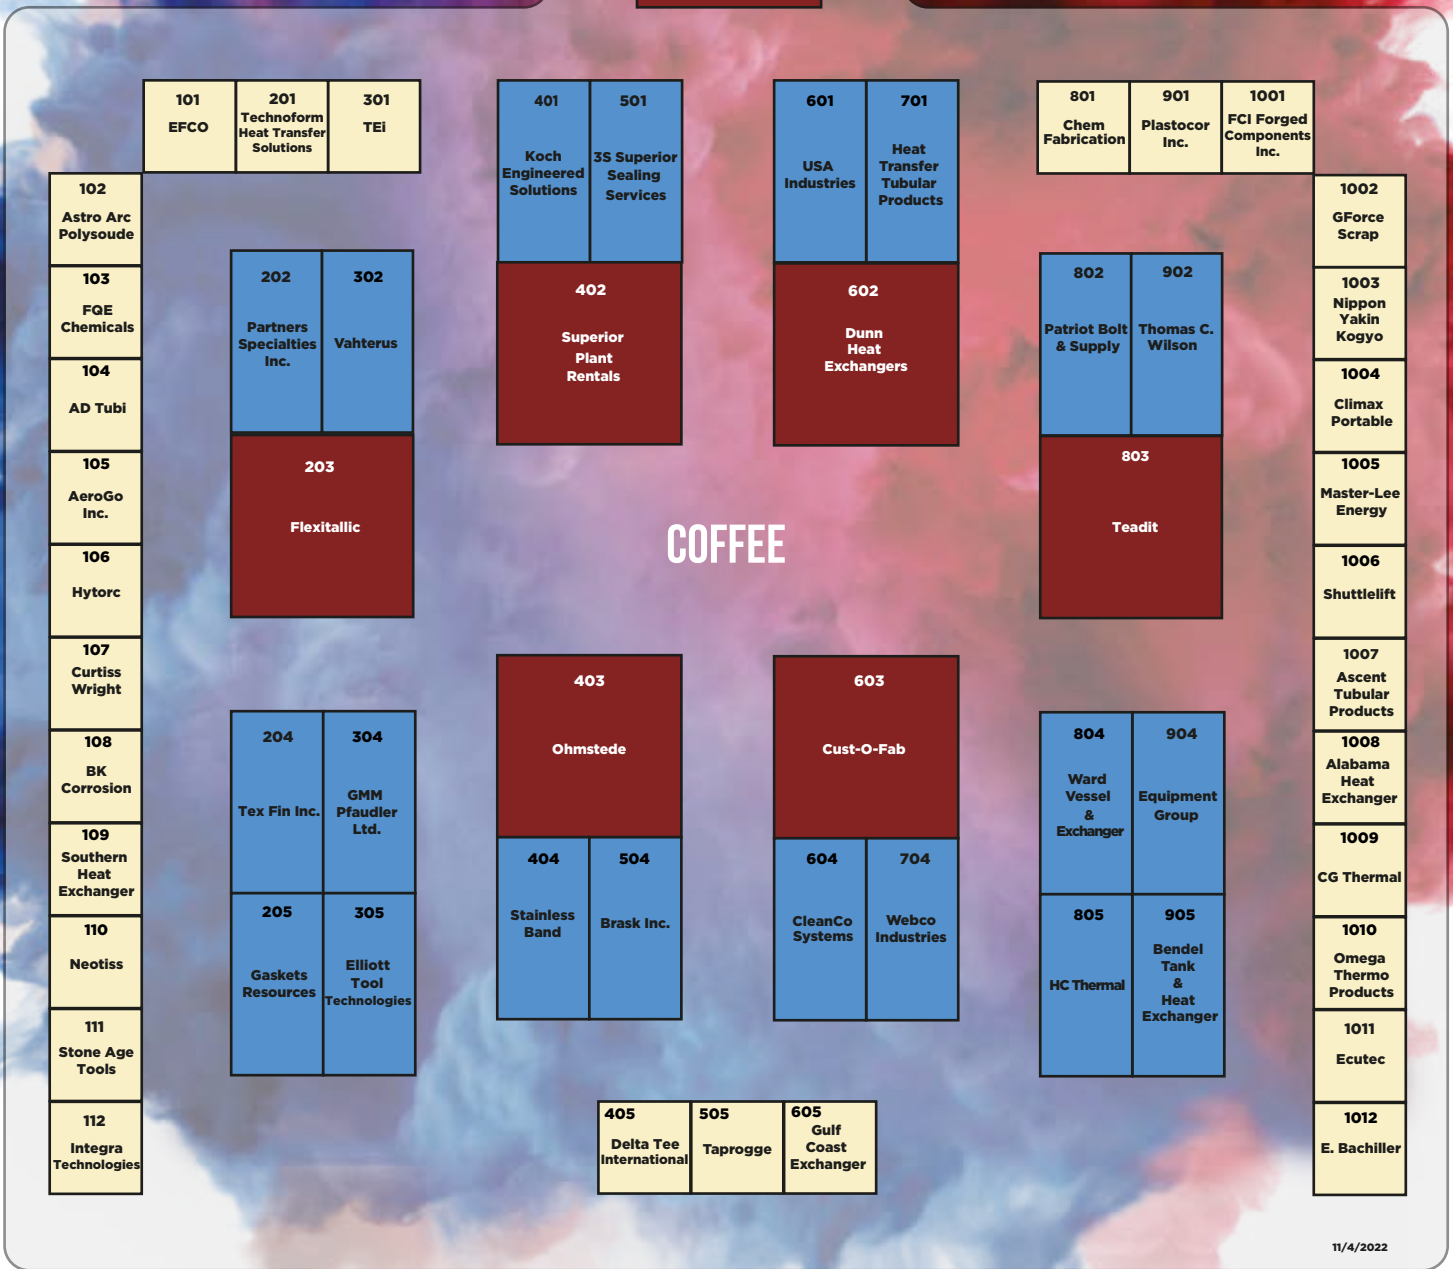 101
EFCO
201
Technoform
Heat Transfer
Solutions
301
TEi
401
Koch
Engineered
Solutions
501
3S Superior
Sealing
Services
601
USA
Industries
701
Heat
Transfer
Tubular
Products
801
Chem
Fabrication
901
Plastocor
Inc.
1001
FCI Forged
Components
Inc.
102
Astro Arc
Polysoude
103
FQE
Chemicals
104
AD Tubi
105
AeroGo
Inc.
106
Hytorc
107
Curtiss
Wright
108
BK
Corrosion
109
Southern
Heat
Exchanger
110
Neotiss
111
Stone Age
Tools
112
Integra
Technologies
202
Partners
Specialties
Inc.
302
Vahterus
203
Flexitallic
402
Superior
Plant
Rentals
602
Dunn
Heat
Exchangers
802
Patriot Bolt
& Supply
902
Thomas C.
Wilson
803
Teadit
COFFEE
204
Tex Fin Inc.
304
GMM
Pfaudler
Ltd.
205
Gaskets
Resources
305
Elliott
Tool
Technologies
403
Ohmstede
404
Stainless
Band
504
Brask Inc.
603
Cust-O-Fab
604
CleanCo
Systems
704
Webco
Industries
804
Ward
Vessel
&
Exchanger
904
Equipment
Group
805
HC Thermal
905
Bendel
Tank
&
Heat
Exchanger
405
Delta Tee
International
505
Taprogge
605
Gulf
Coast
Exchanger
1002
GForce
Scrap
1003
Nippon
Yakin
Kogyo
1004
Climax
Portable
1005
Master-Lee
Energy
1006
Shuttlelift
1007
Ascent
Tubular
Products
1008
Alabama
Heat
Exchanger
1009
CG Thermal
1010
Omega
Thermo
Products
1011
Ecutec
1012
E. Bachiller
11/4/2022